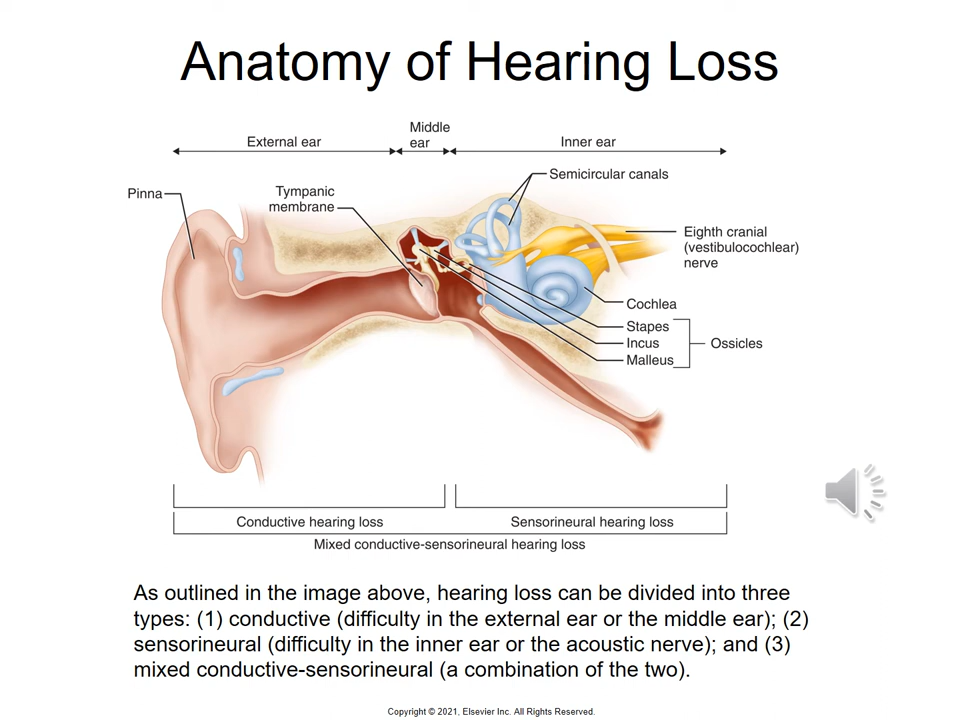 Anatomy of Hearing Loss
Middle
ear
External ear
Inner ear
Semicircular canals
Pinna
Tympanic
membrane
Eighth cranial
(vestibulocochlear)
nerve
Cochlea
Stapes
Incus
Malleus
Ossicles
Conductive hearing loss
Sensorineural hearing loss
Mixed conductive-sensorineural hearing loss
As outlined in the image above, hearing loss can be divided into three
types: (1) conductive (difficulty in the external ear or the middle ear); (2)
sensorineural (difficulty in the inner ear or the acoustic nerve); and (3)
mixed conductive-sensorineural (a combination of the two).
Copyright © 2021, Elsevier Inc. All Rights Reserved.